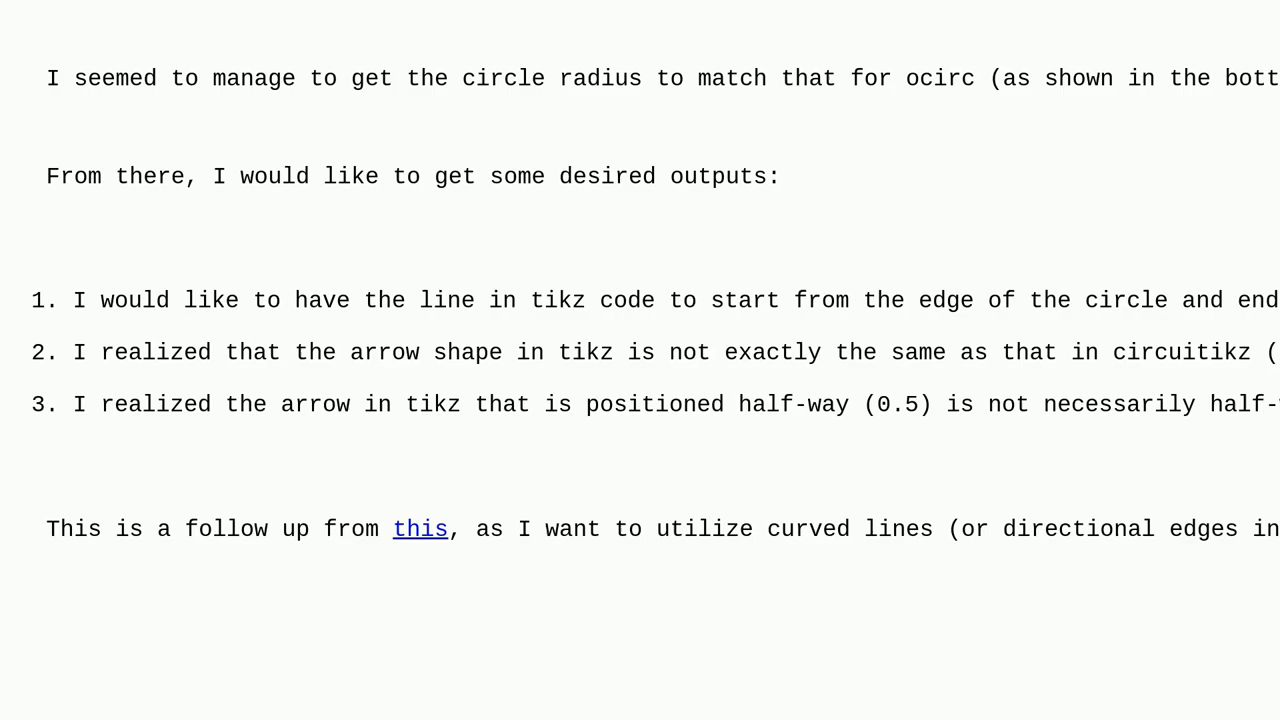 I seemed to manage to get the circle radius to match that for ocirc (as shown in the bott
From there, I would like to get some desired outputs:
1. I would like to have the line in tikz code to start from the edge of the circle and end
2. I realized that the arrow shape in tikz is not exactly the same as that in circuitikz (
3. I realized the arrow in tikz that is positioned half-way (0.5) is not necessarily half-
This is a follow up from this, as I want to utilize curved lines (or directional edges in